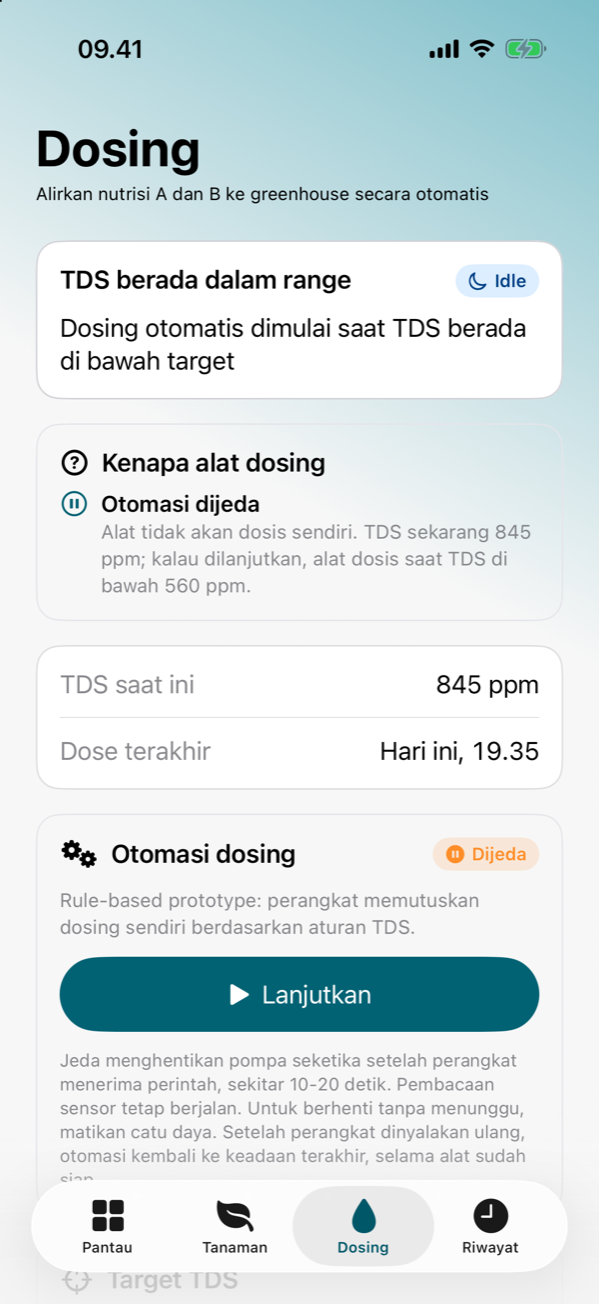 09.41
Dosing
Alirkan nutrisi A dan B ke greenhouse secara otomatis
TDS berada dalam range
Idle
Dosing otomatis dimulai saat TDS berada
di bawah target
Kenapa alat dosing
Otomasi dijeda
Alat tidak akan dosis sendiri. TDS sekarang 845
ppm; kalau dilanjutkan, alat dosis saat TDS di
bawah 560 ppm.
TDS saat ini
845 ppm
Dose terakhir
Hari ini, 19.35
Otomasi dosing
Dijeda
Rule-based prototype: perangkat memutuskan
dosing sendiri berdasarkan aturan TDS.
Lanjutkan
Jeda menghentikan pompa seketika setelah perangkat
menerima perintah, sekitar 10-20 detik. Pembacaan
sensor tetap berjalan. Untuk berhenti tanpa menunggu,
matikan catu daya. Setelah perangkat dinyalakan ulang,
otomasi kembali ke keadaan terakhir, selama alat sudah
siap.
Pantau
Tanaman
Dosing
Riwayat
Target TDS